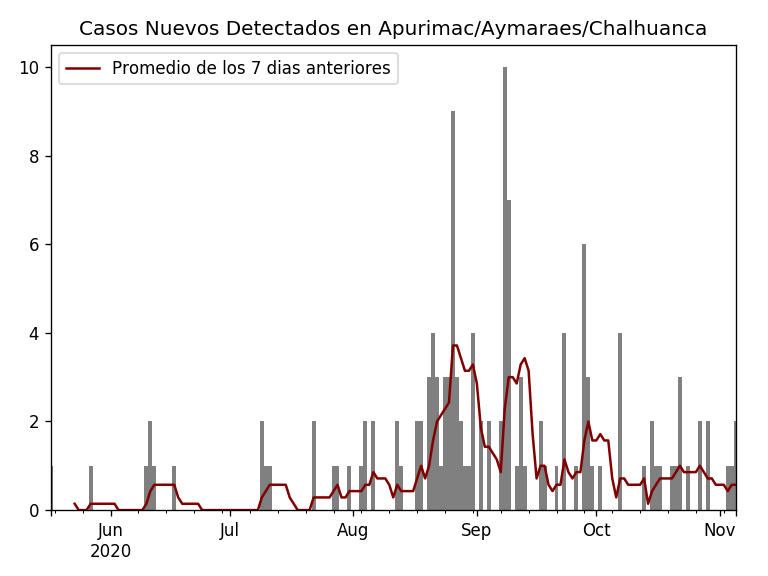 Casos Nuevos Detectados en Apurimac/Aymaraes/Chalhuanca
Promedio de los 7 dias anteriores
10
8
6
4
2
0
Jun Jul Aug Sep Oct Nov
2020